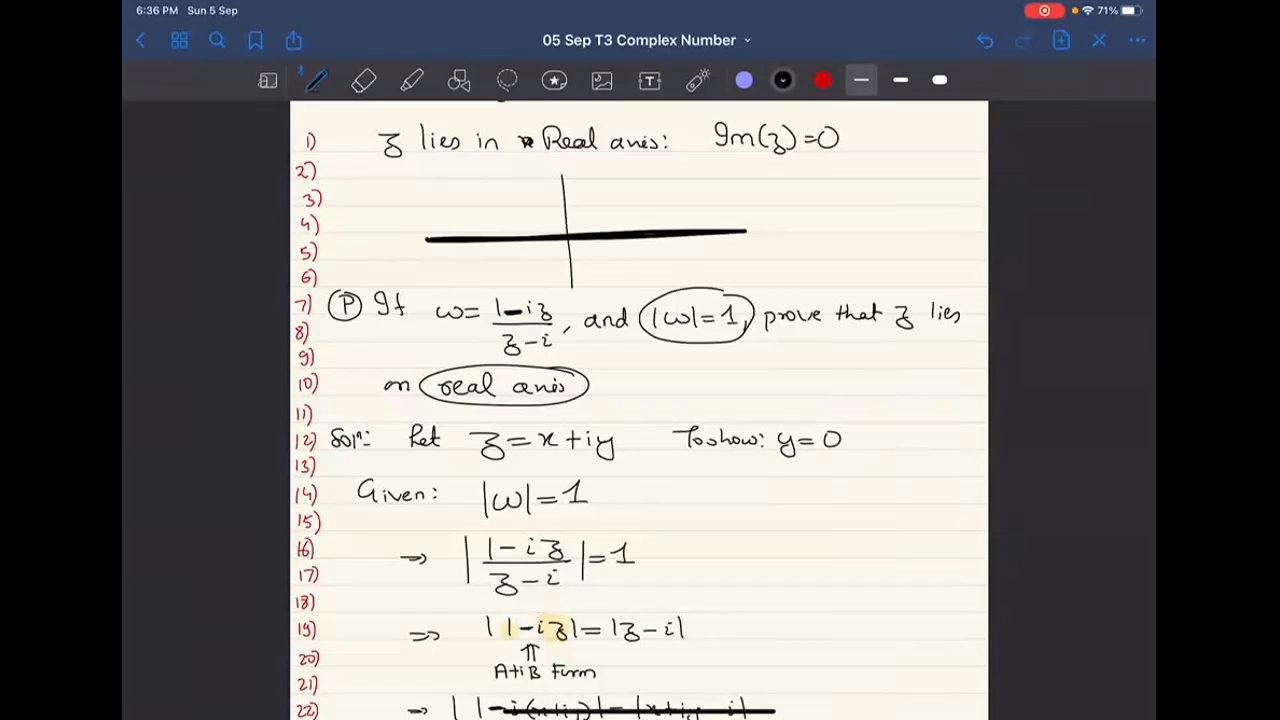 6:36 PM Sun 5 Sep 71%
05 Sep T3 Complex Number
T
1) z lies in Real axis: Im(z)=0
2)
3)
4)
5)
6)
7) (P) If w= 1-iz / z-i, and |w|=1, prove that z lies
8)
9)
10) on real axis
11)
12) Soln: Let z=x+iy To show: y=0
13)
14) Given: |w|=1
15)
16) ⇒ |1-iz / z-i|=1
17)
18)
19) ⇒ |1-iz|=|z-i|
20) ⇑
21) A+iB Form
22) ⇒ |1-i(x+iy)|=|x+iy-i|